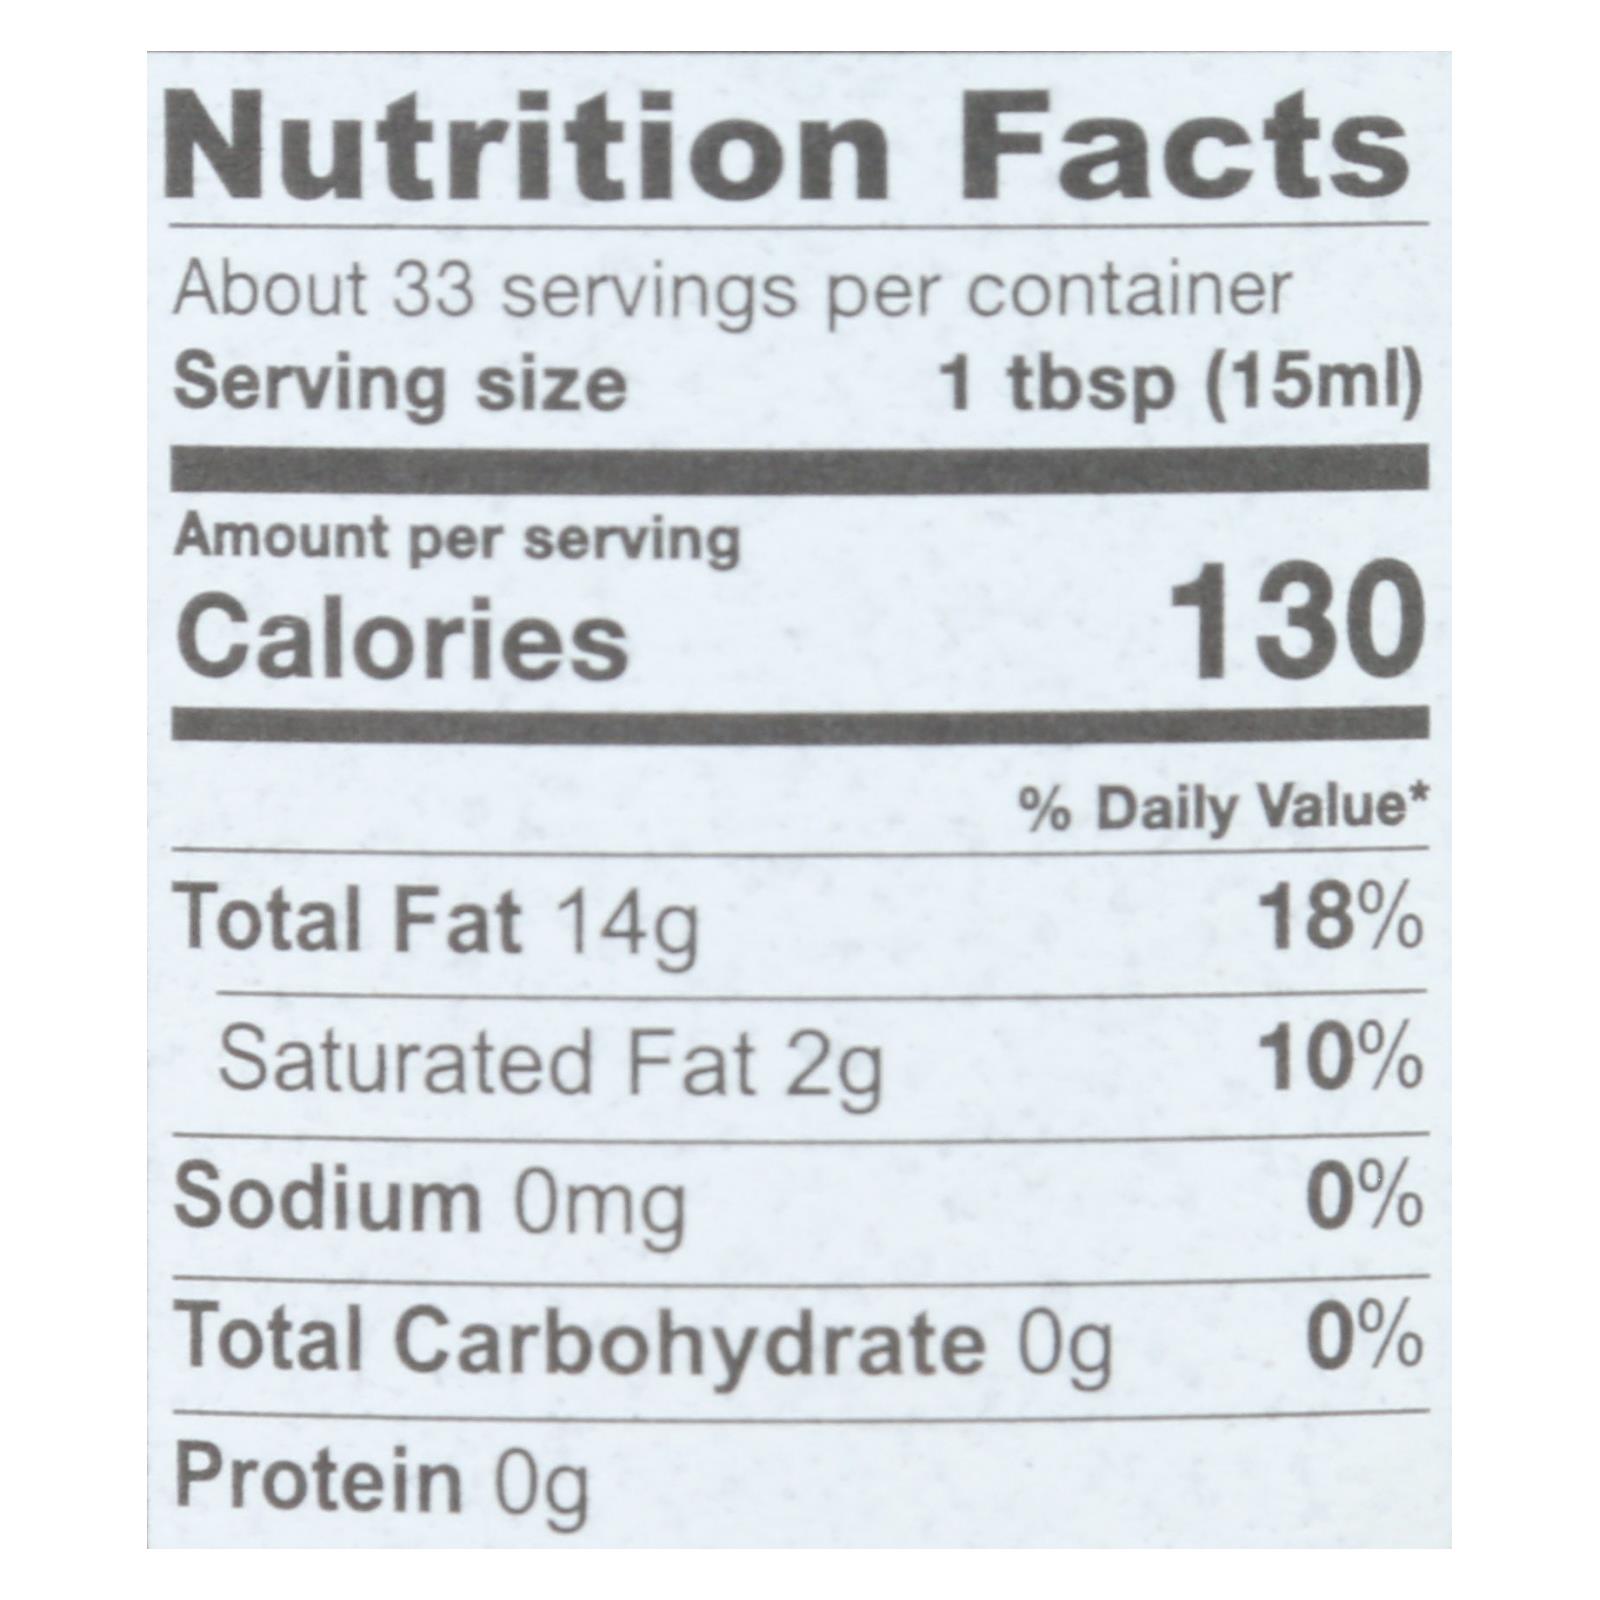 Nutrition Facts
About 33 servings per container
Serving size 1 tbsp (15ml)
Amount per serving
Calories 130
% Daily Value*
Total Fat 14g 18%
Saturated Fat 2g 10%
Sodium 0mg 0%
Total Carbohydrate 0g 0%
Protein 0g